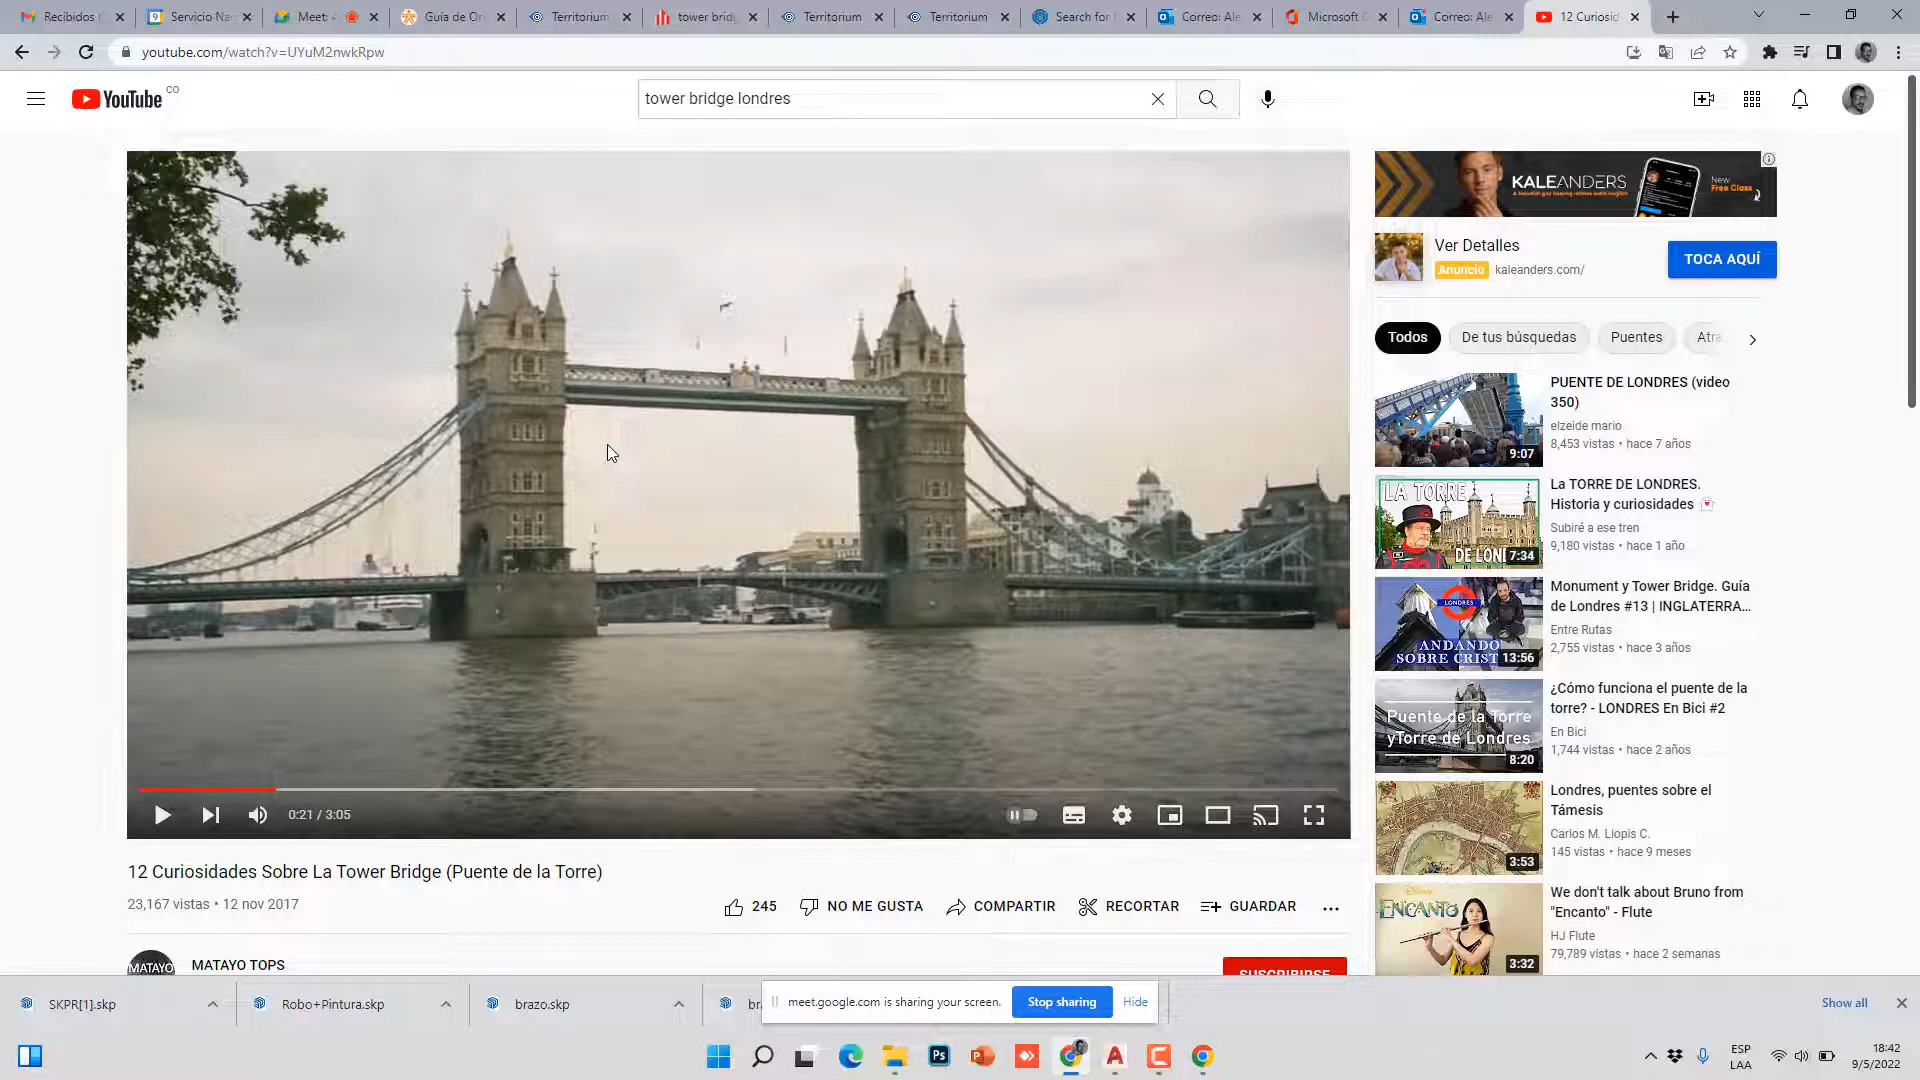 Recibidos
Servicio Na
Meet:
Guía de Or
Territorium
tower brid
Territorium
Territorium
Search for
Correo: Ale
Microsoft
Correo: Ale
12 Curiosid
youtube.com/watch?v=UYuM2nwkRpw
YouTube CO
tower bridge londres
KALEANDERS
New
Free Class
Ver Detalles
Anuncio kaleanders.com/
TOCA AQUÍ
Todos
De tus búsquedas
Puentes
Atra
PUENTE DE LONDRES (video
350)
elzeide mario
8,453 vistas • hace 7 años
9:07
LA TORRE
DE LON
7:34
La TORRE DE LONDRES.
Historia y curiosidades 👻
Subiré a ese tren
9,180 vistas • hace 1 año
LONDRES
ANDANDO
SOBRE CRIST
13:56
Monument y Tower Bridge. Guía
de Londres #13 | INGLATERRA...
Entre Rutas
2,755 vistas • hace 3 años
Puente de la Torre
y Torre de Londres
8:20
¿Cómo funciona el puente de la
torre? - LONDRES En Bici #2
En Bici
1,744 vistas • hace 2 años
3:53
Londres, puentes sobre el
Támesis
Carlos M. Llopis C.
145 vistas • hace 9 meses
Disney
ENCANTO
3:32
We don't talk about Bruno from
"Encanto" - Flute
HJ Flute
79,789 vistas • hace 2 semanas
0:21 / 3:05
12 Curiosidades Sobre La Tower Bridge (Puente de la Torre)
23,167 vistas • 12 nov 2017
245
NO ME GUSTA
COMPARTIR
RECORTAR
GUARDAR
MATAYO
MATAYO TOPS
SUSCRIBIRSE
SKPR[1].skp
Robo+Pintura.skp
brazo.skp
br
meet.google.com is sharing your screen.
Stop sharing
Hide
Show all
Ps
ESP
LAA
18:42
9/5/2022